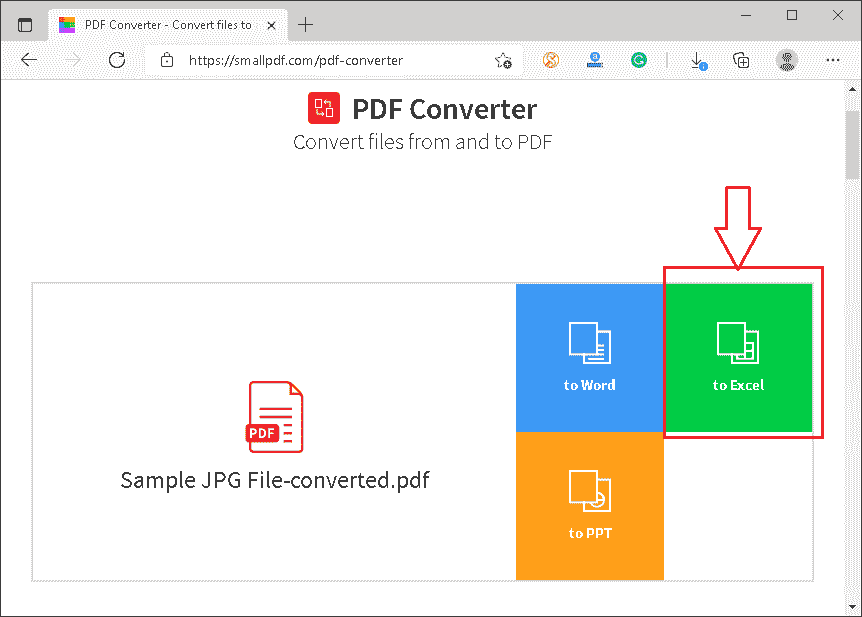 PDF Converter - Convert files to
https://smallpdf.com/pdf-converter
PDF Converter
Convert files from and to PDF
to Word
to Excel
PDF
Sample JPG File-converted.pdf
to PPT